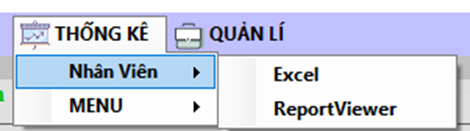 THỐNG KÊ QUẢN LÍ
Nhân Viên
MENU
Excel
ReportViewer